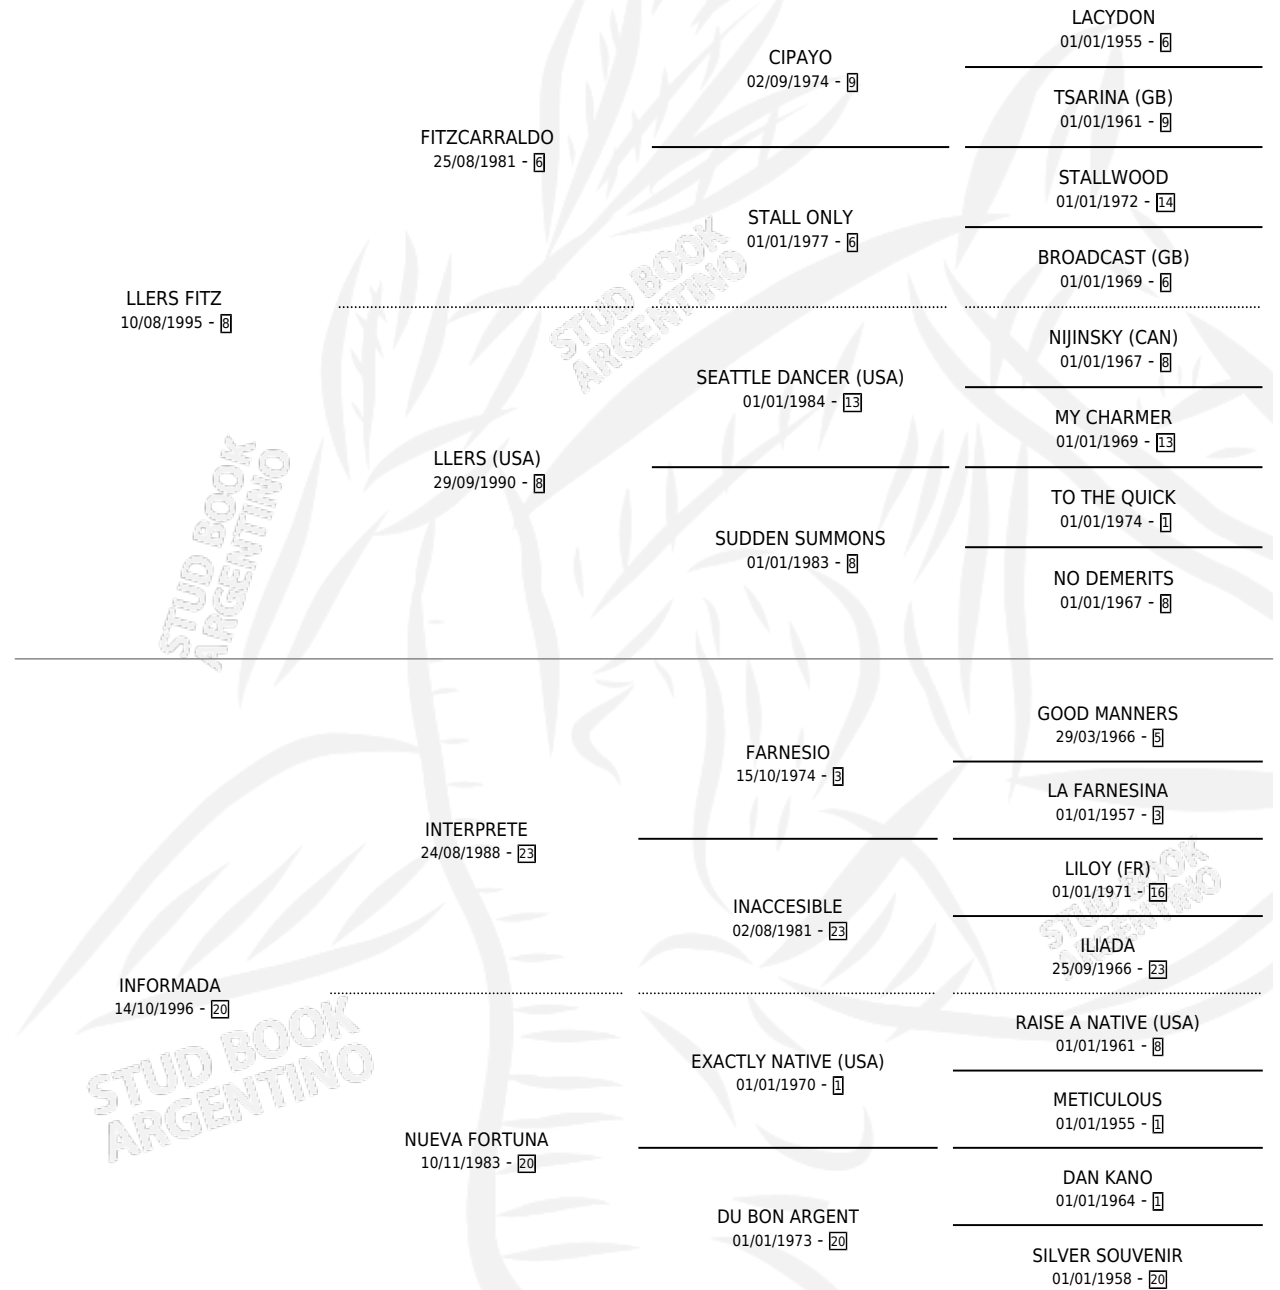 LACYDON
01/01/1955 - 6
CIPAYO
02/09/1974 - 9
TSARINA (GB)
01/01/1961 - 9
FITZCARRALDO
25/08/1981 - 6
STALLWOOD
01/01/1972 - 14
STALL ONLY
01/01/1977 - 6
BROADCAST (GB)
01/01/1969 - 6
LLERS FITZ
10/08/1995 - 8
NIJINSKY (CAN)
01/01/1967 - 8
SEATTLE DANCER (USA)
01/01/1984 - 13
MY CHARMER
01/01/1969 - 13
LLERS (USA)
29/09/1990 - 8
TO THE QUICK
01/01/1974 - 1
SUDDEN SUMMONS
01/01/1983 - 8
NO DEMERITS
01/01/1967 - 8
GOOD MANNERS
29/03/1966 - 5
FARNESIO
15/10/1974 - 3
LA FARNESINA
01/01/1957 - 3
INTERPRETE
24/08/1988 - 23
LILOY (FR)
01/01/1971 - 16
INACCESIBLE
02/08/1981 - 23
ILIADA
25/09/1966 - 23
INFORMADA
14/10/1996 - 20
RAISE A NATIVE (USA)
01/01/1961 - 8
EXACTLY NATIVE (USA)
01/01/1970 - 1
METICULOUS
01/01/1955 - 1
NUEVA FORTUNA
10/11/1983 - 20
DAN KANO
01/01/1964 - 1
DU BON ARGENT
01/01/1973 - 20
SILVER SOUVENIR
01/01/1958 - 20
STUD BOOK
ARGENTINO
STUD BOOK
ARGENTINO
STUD BOOK
ARGENTINO
STUD BOOK
ARGENTINO